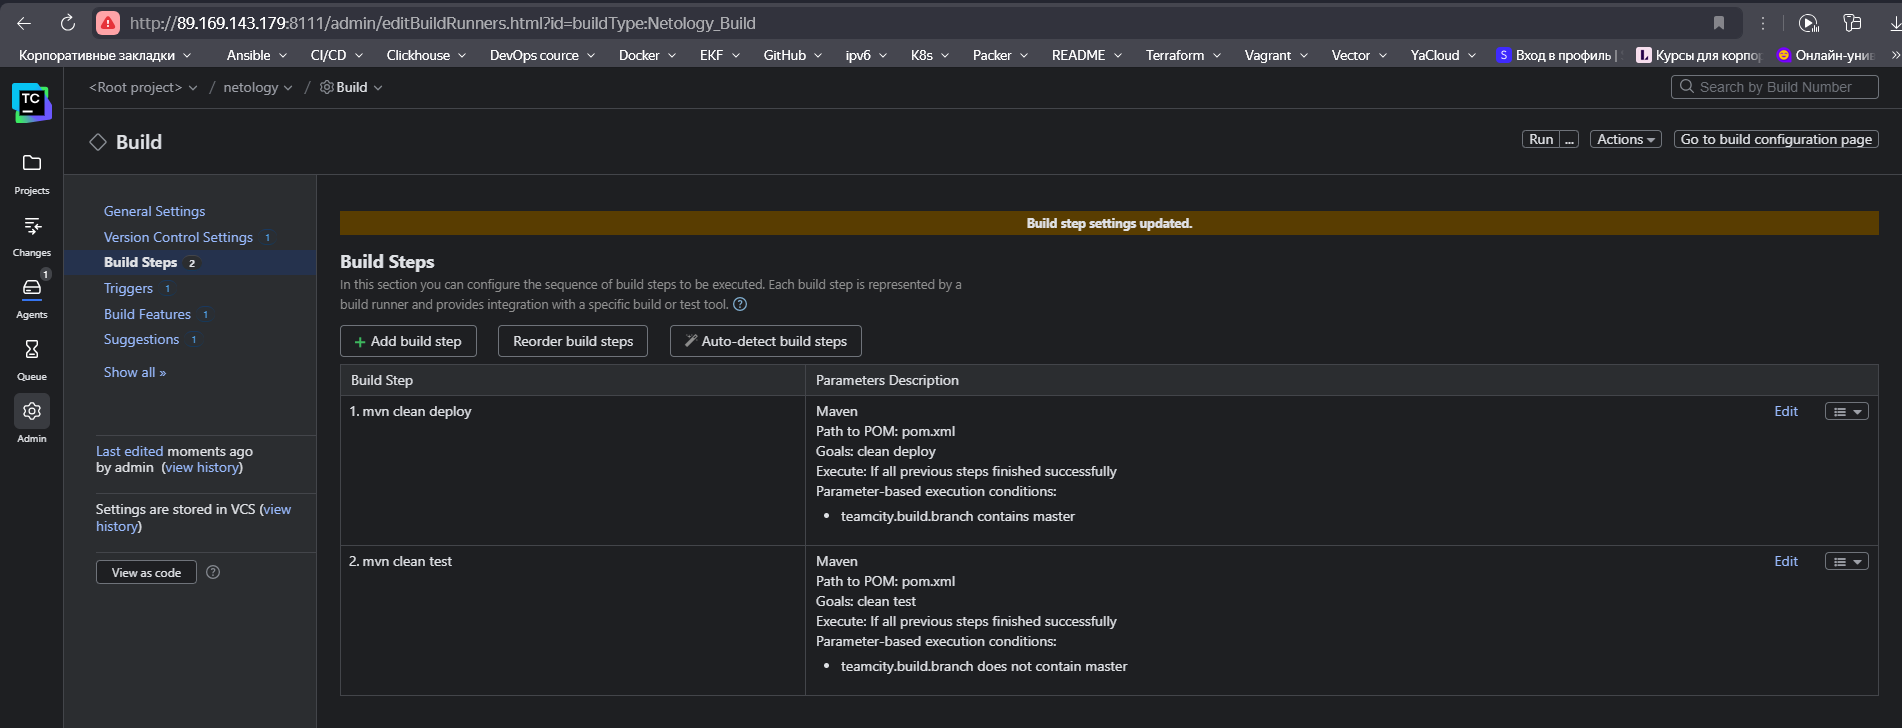 http://89.169.143.179:8111/admin/editBuildRunners.html?id=buildType:Netology_Build
Корпоративные закладки Ansible CI/CD Clickhouse DevOps cource Docker EKF GitHub ipv6 K8s Packer README Terraform Vagrant Vector YaCloud S Вход в профиль | L Курсы для корпор Онлайн-унив »
TC
<Root project> / netology / Build
Search by Build Number
Build
Run ... Actions Go to build configuration page
Projects
Changes
1
Agents
Queue
Admin
General Settings
Version Control Settings 1
Build Steps 2
Triggers 1
Build Features 1
Suggestions 1
Show all »
Last edited moments ago
by admin (view history)
Settings are stored in VCS (view
history)
View as code ?
Build step settings updated.
Build Steps
In this section you can configure the sequence of build steps to be executed. Each build step is represented by a
build runner and provides integration with a specific build or test tool. ?
+ Add build step Reorder build steps Auto-detect build steps
Build Step Parameters Description
1. mvn clean deploy Maven Edit
Path to POM: pom.xml
Goals: clean deploy
Execute: If all previous steps finished successfully
Parameter-based execution conditions:
• teamcity.build.branch contains master
2. mvn clean test Maven Edit
Path to POM: pom.xml
Goals: clean test
Execute: If all previous steps finished successfully
Parameter-based execution conditions:
• teamcity.build.branch does not contain master